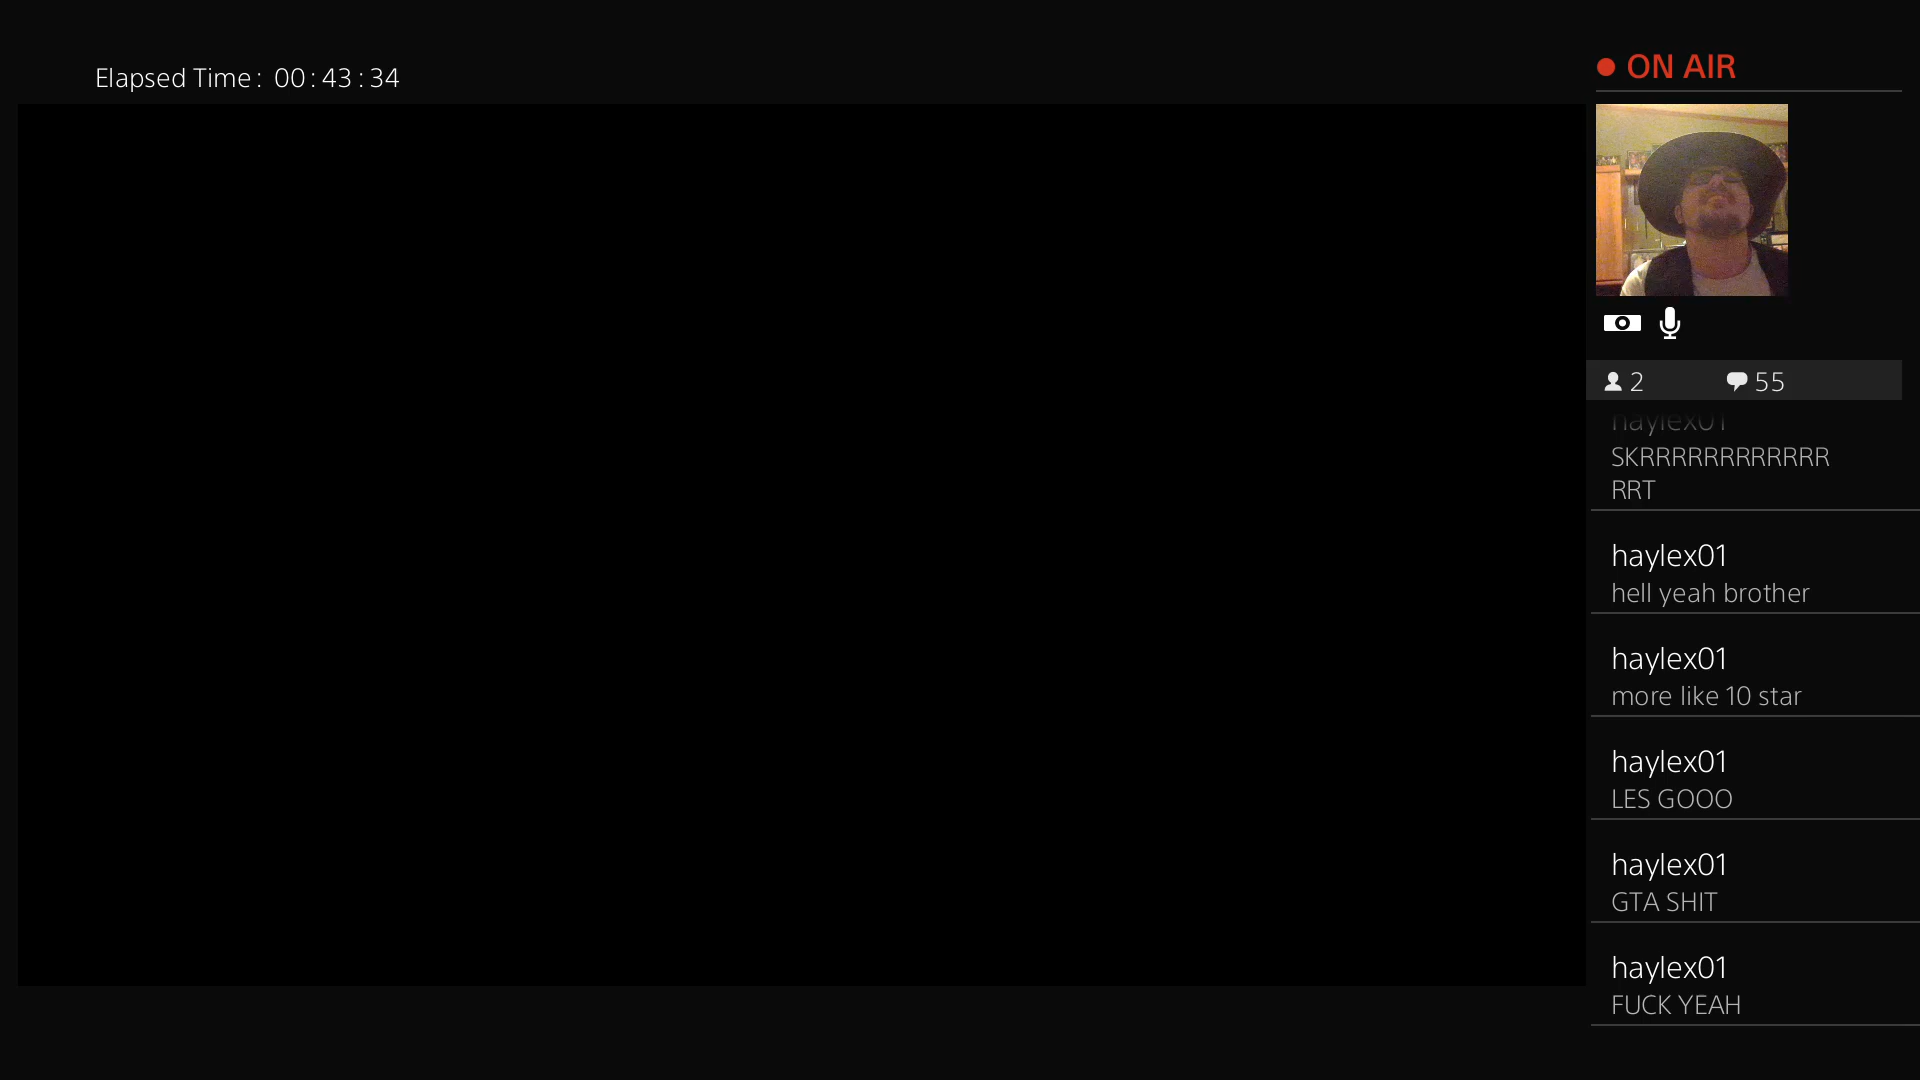 Elapsed Time: 00:43:34
ON AIR
2 55
haylex01
SKRRRRRRRRRRRR
RRT
haylex01
hell yeah brother
haylex01
more like 10 star
haylex01
LES GOOO
haylex01
GTA SHIT
haylex01
FUCK YEAH